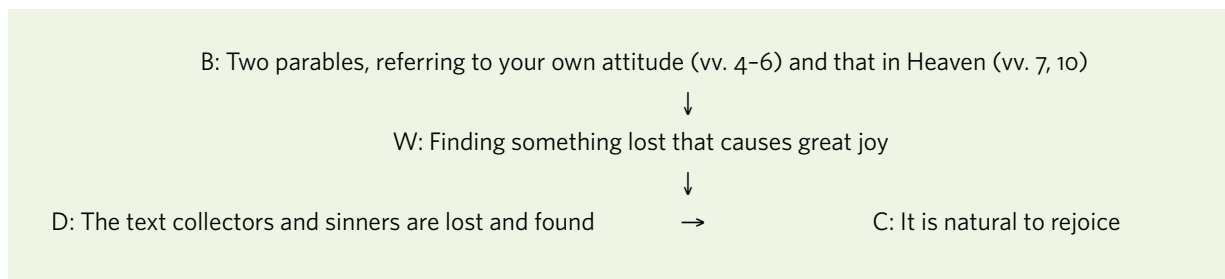 B: Two parables, referring to your own attitude (vv. 4–6) and that in Heaven (vv. 7, 10)
↓
W: Finding something lost that causes great joy
↓
D: The text collectors and sinners are lost and found → C: It is natural to rejoice